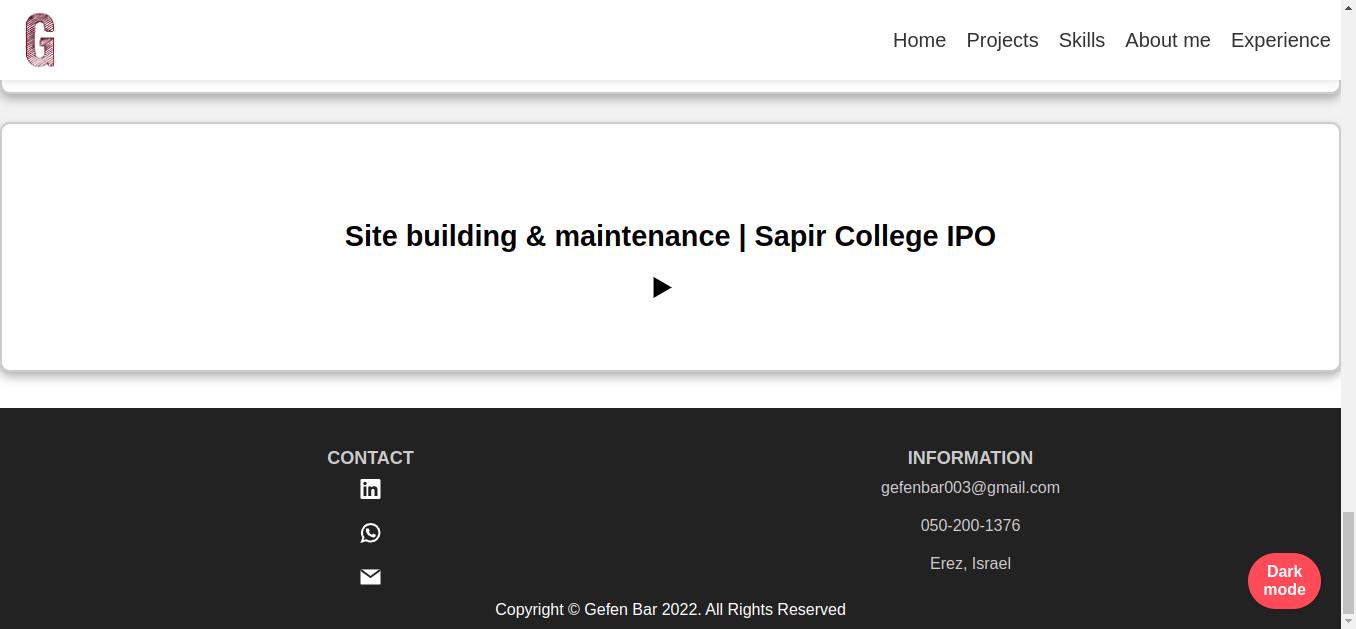 G
Home Projects Skills About me Experience
Site building & maintenance | Sapir College IPO
CONTACT
INFORMATION
gefenbar003@gmail.com
050-200-1376
Erez, Israel
Dark
mode
Copyright © Gefen Bar 2022. All Rights Reserved